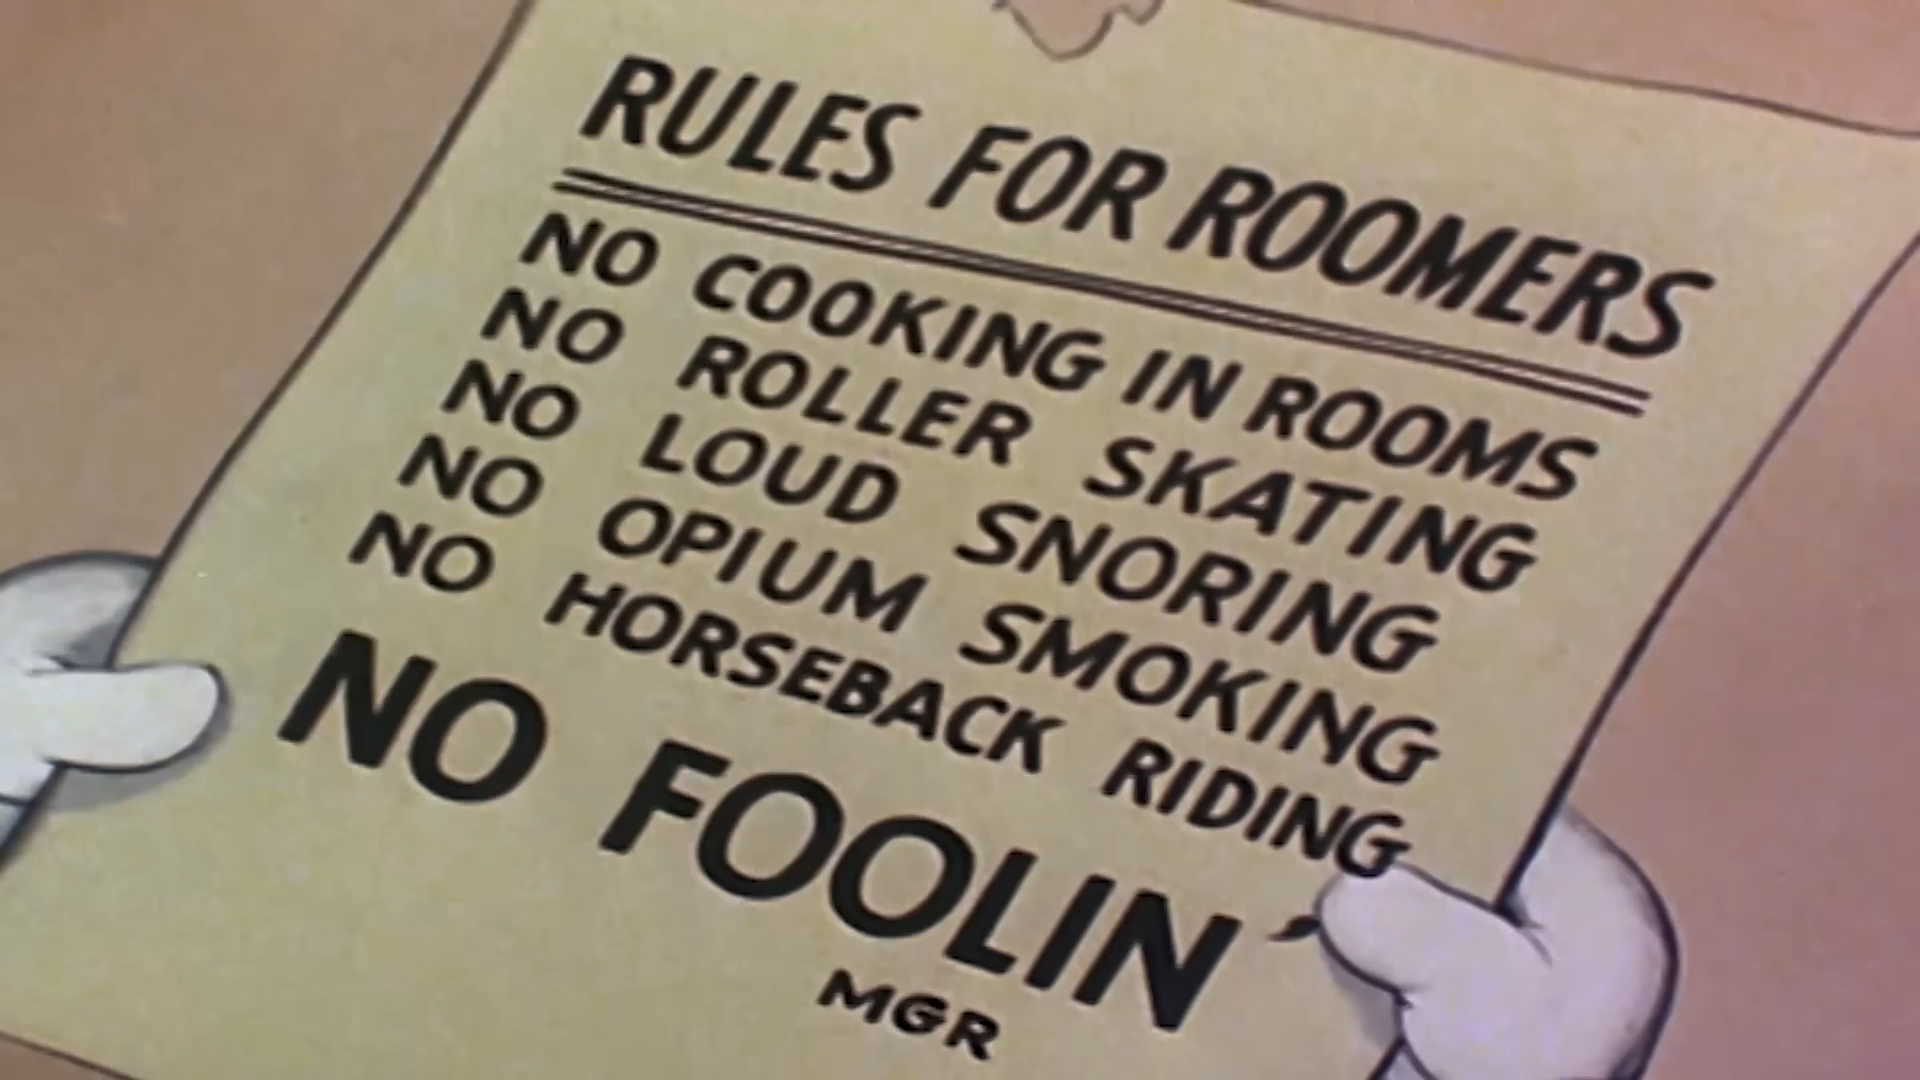 RULES FOR ROOMERS
NO COOKING IN ROOMS
NO ROLLER SKATING
NO LOUD SNORING
NO OPIUM SMOKING
NO HORSEBACK RIDING
NO FOOLIN'
MGR